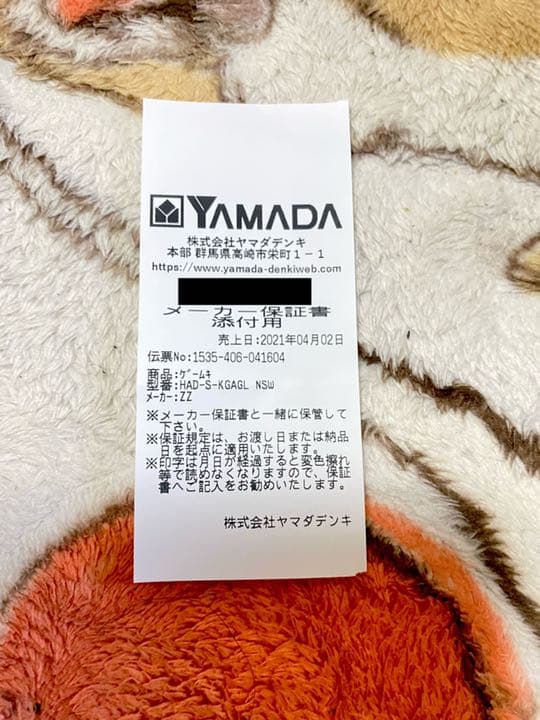 YAMADA
株式会社ヤマダデンキ
本部 群馬県高崎市栄町1-1
https://www.yamada-denkiweb.com
メーカー保証書
添付用
売上日:2021年04月02日
伝票No:1535-406-041604
商品:ゲームキ
型番:HAD-S-KGAGL NSW
メーカー:ZZ
※メーカー保証書と一緒に保管して
下さい。
※保証規定は、お渡し日または納品
日を起点に適用いたします。
※印字は月日が経過すると変色擦れ
等で読めなくなりますので、保証
書へご記入をお勧めいたします。
株式会社ヤマダデンキ